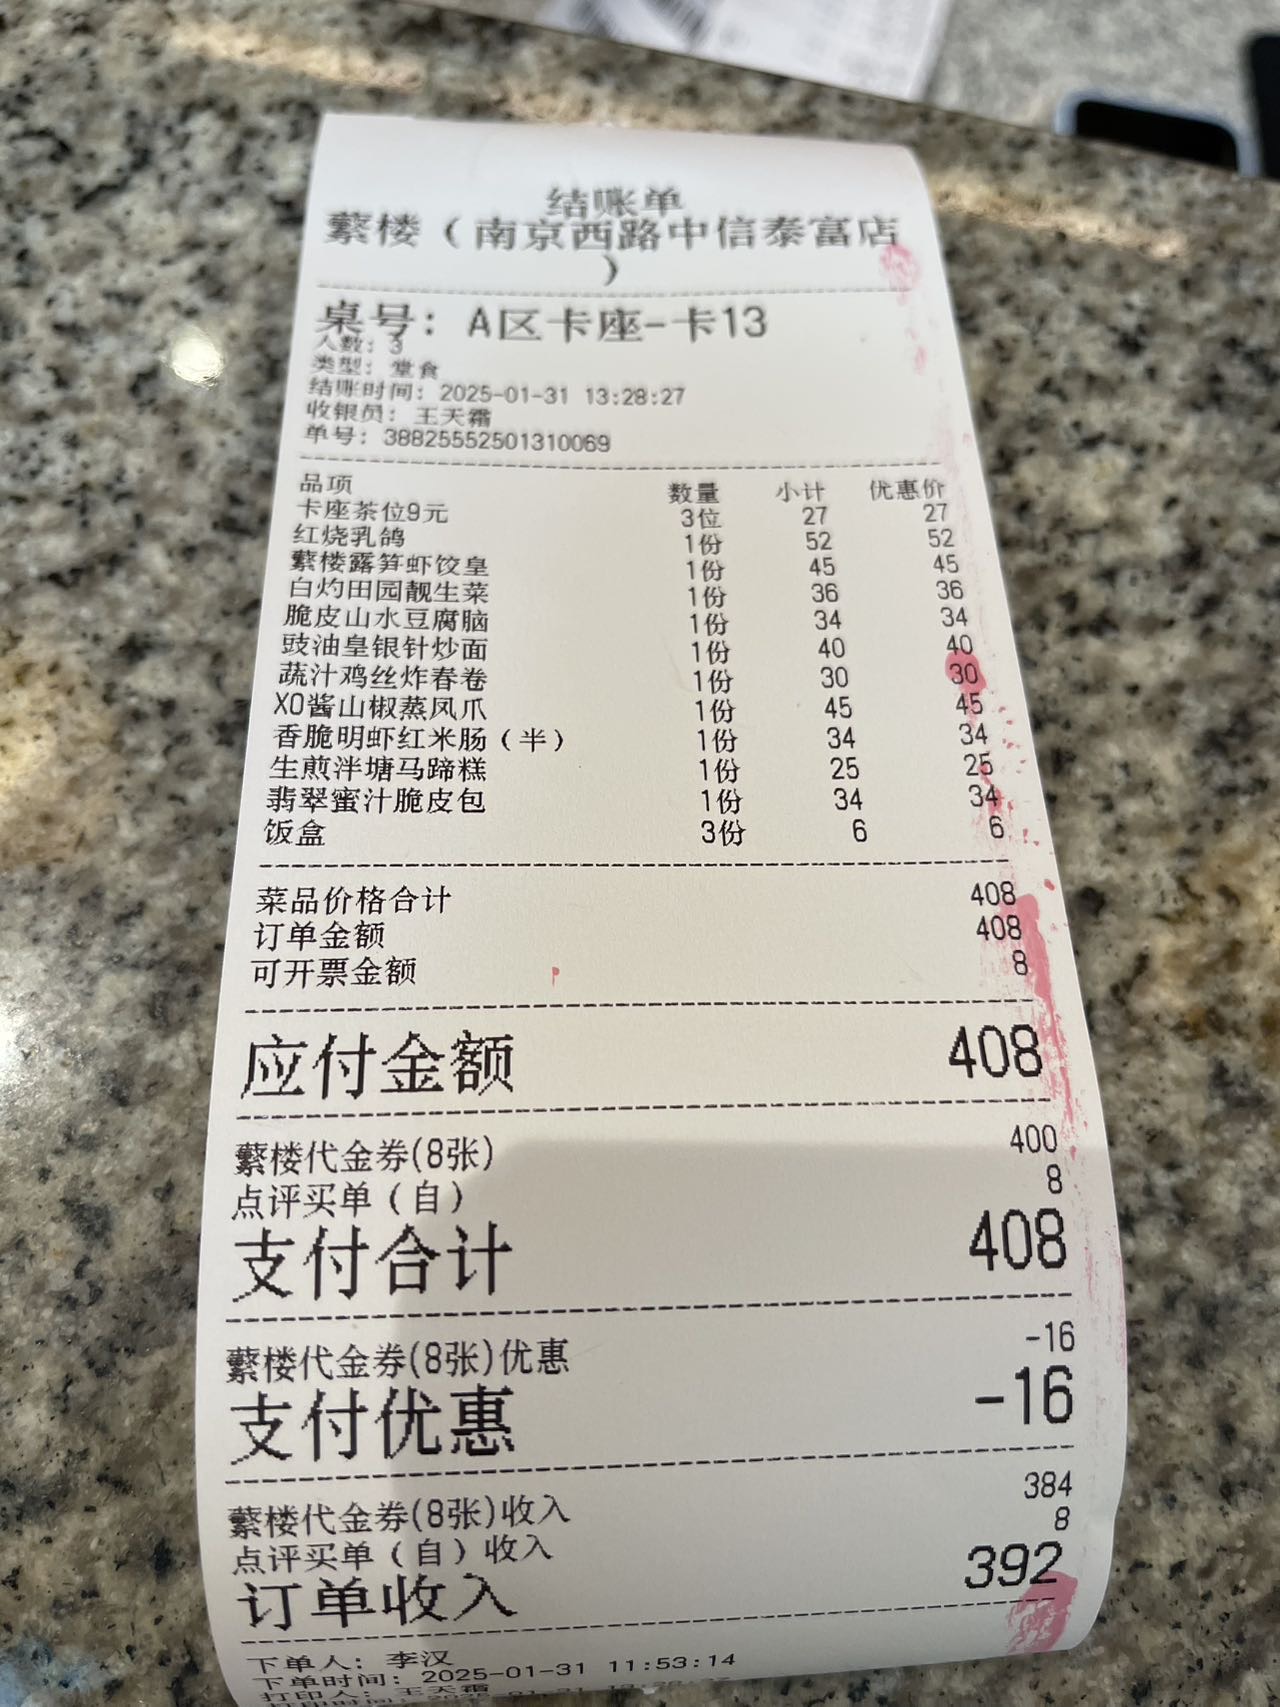 结账单
蘩楼（南京西路中信泰富店
）
桌号： A区卡座-卡13
人数: 3
类型: 堂食
结账时间: 2025-01-31 13:28:27
收银员: 王天霜
单号: 388255552501310069
品项 数量 小计 优惠价
卡座茶位9元 3位 27 27
红烧乳鸽 1份 52 52
蘩楼露笋虾饺皇 1份 45 45
白灼田园靓生菜 1份 36 36
脆皮山水豆腐脑 1份 34 34
豉油皇银针炒面 1份 40 40
蔬汁鸡丝炸春卷 1份 30 30
XO酱山椒蒸凤爪 1份 45 45
香脆明虾红米肠（半） 1份 34 34
生煎泮塘马蹄糕 1份 25 25
翡翠蜜汁脆皮包 1份 34 34
饭盒 3份 6 6
菜品价格合计 408
订单金额 408
可开票金额 8
应付金额 408
蘩楼代金券(8张) 400
点评买单（自） 8
支付合计 408
蘩楼代金券(8张)优惠 -16
支付优惠 -16
蘩楼代金券(8张)收入 384
点评买单（自）收入 8
订单收入 392
下单人: 李汉
下单时间: 2025-01-31 11:53:14
打印人: 王天霜